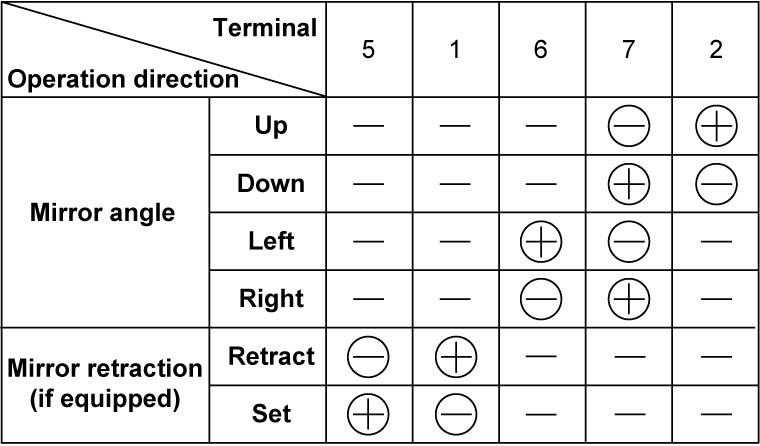 Terminal
Operation direction
5 1 6 7 2
Mirror angle
Up — — — ⊖ ⊕
Down — — — ⊕ ⊖
Left — — ⊕ ⊖ —
Right — — ⊖ ⊕ —
Mirror retraction
(if equipped)
Retract ⊖ ⊕ — — —
Set ⊕ ⊖ — — —